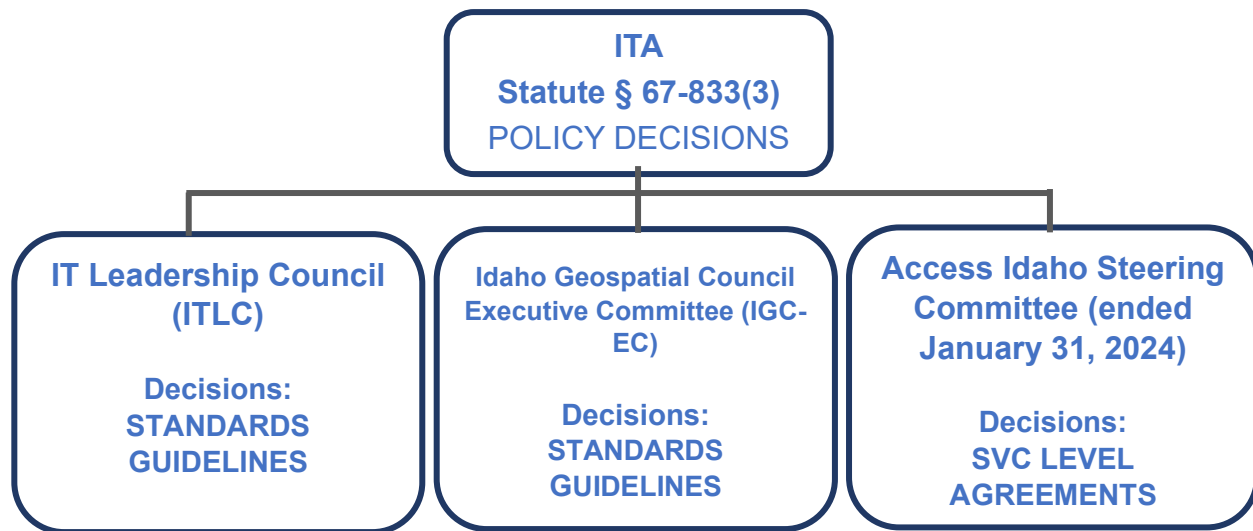 ITA
Statute § 67-833(3)
POLICY DECISIONS
IT Leadership Council
(ITLC)
Decisions:
STANDARDS
GUIDELINES
Idaho Geospatial Council
Executive Committee (IGC-
EC)
Decisions:
STANDARDS
GUIDELINES
Access Idaho Steering
Committee (ended
January 31, 2024)
Decisions:
SVC LEVEL
AGREEMENTS